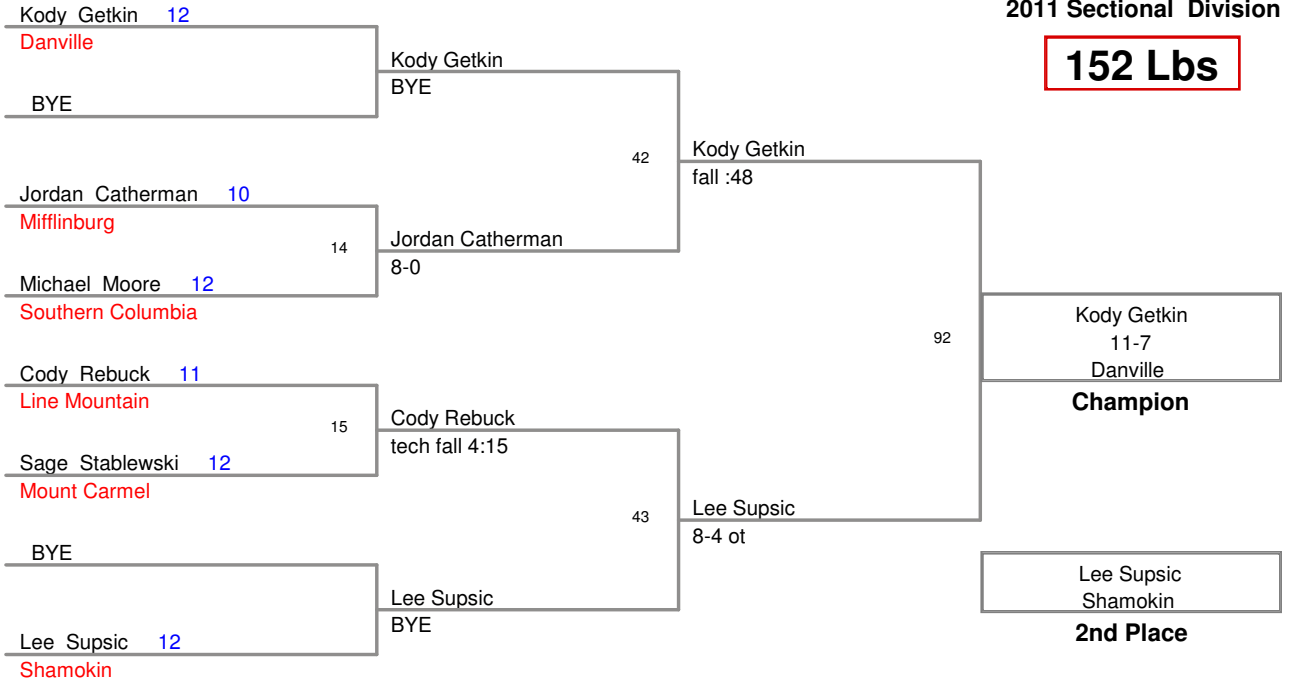 2011 Sectional Division
152 Lbs
Kody Getkin 12
Danville
BYE
Kody Getkin
BYE
Jordan Catherman 10
Mifflinburg
14
Michael Moore 12
Southern Columbia
Jordan Catherman
8-0
42
Kody Getkin
fall :48
Cody Rebuck 11
Line Mountain
15
Sage Stablewski 12
Mount Carmel
Cody Rebuck
tech fall 4:15
BYE
Lee Supsic 12
Shamokin
Lee Supsic
BYE
43
Lee Supsic
8-4 ot
92
Kody Getkin
11-7
Danville
Champion
Lee Supsic
Shamokin
2nd Place